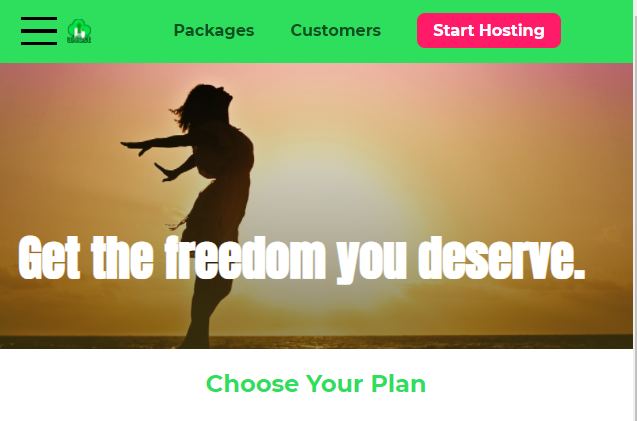 Packages Customers Start Hosting
Get the freedom you deserve.
Choose Your Plan